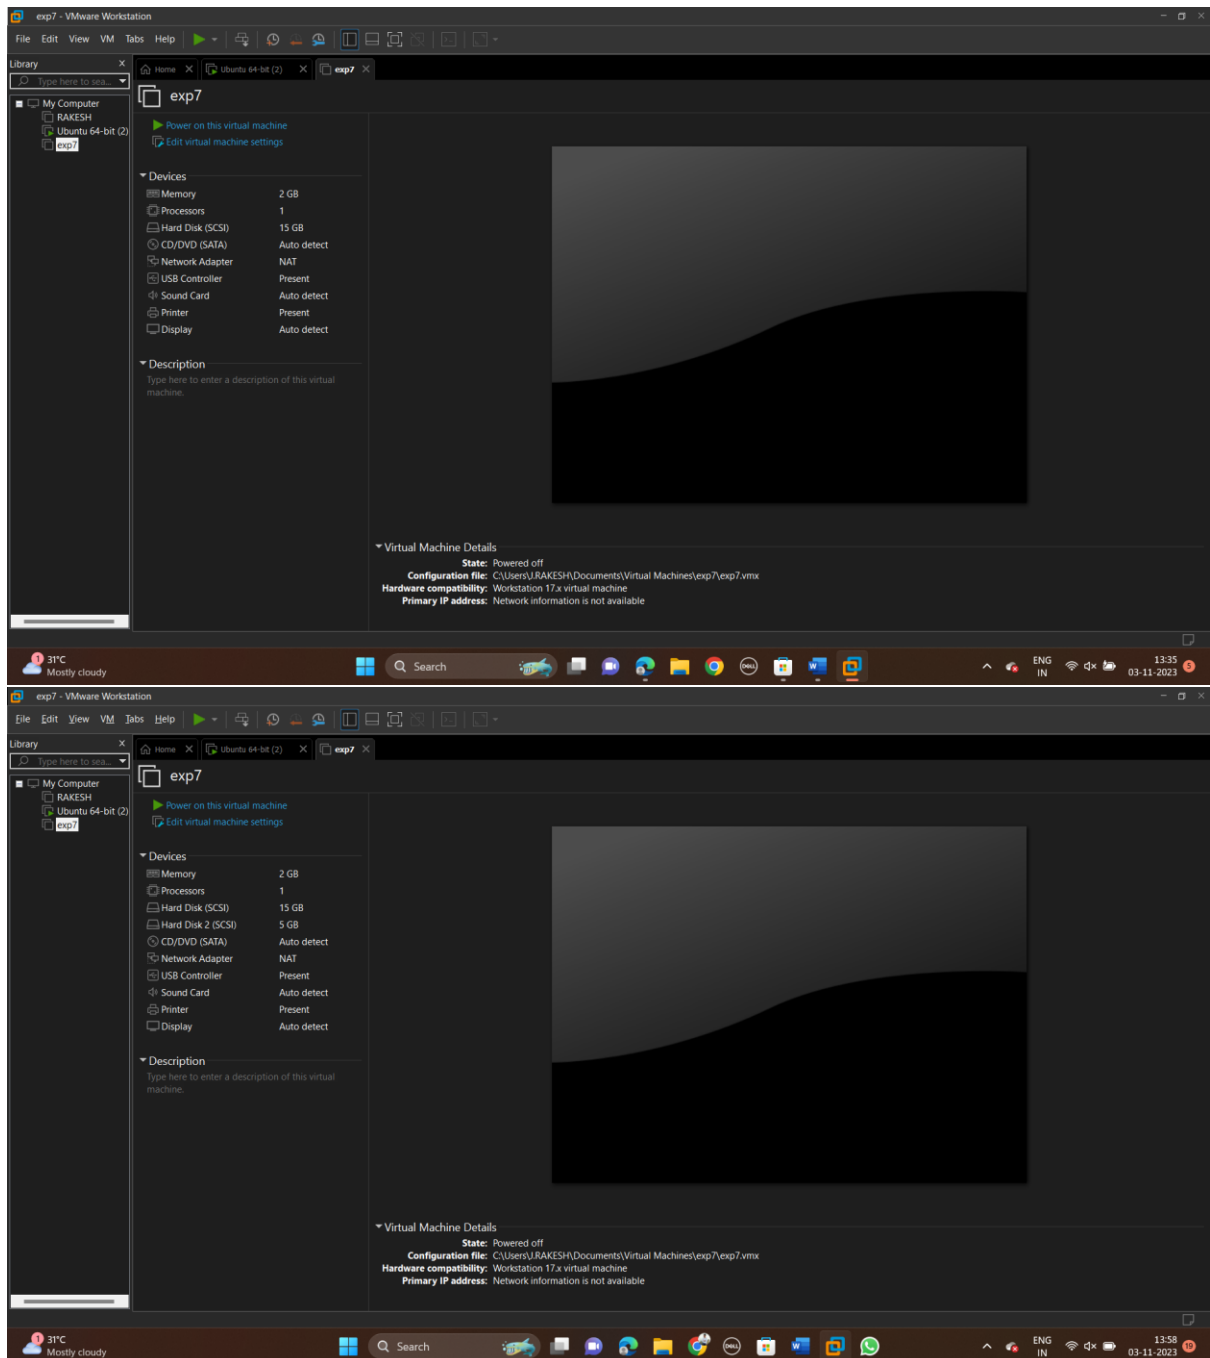 exp7 - VMware Workstation
File Edit View VM Tabs Help
Library X
Home X Ubuntu 64-bit (2) X exp7 X
Type here to sea...
exp7
My Computer
RAKESH
Ubuntu 64-bit (2)
exp7
Power on this virtual machine
Edit virtual machine settings
Devices
Memory 2 GB
Processors 1
Hard Disk (SCSI) 15 GB
CD/DVD (SATA) Auto detect
Network Adapter NAT
USB Controller Present
Sound Card Auto detect
Printer Present
Display Auto detect
Description
Type here to enter a description of this virtual
machine.
Virtual Machine Details
State: Powered off
Configuration file: C:\Users\J.RAKESH\Documents\Virtual Machines\exp7\exp7.vmx
Hardware compatibility: Workstation 17.x virtual machine
Primary IP address: Network information is not available
1 31°C
Mostly cloudy
Search
DELL
ENG
IN
13:35
03-11-2023
5
exp7 - VMware Workstation
File Edit View VM Tabs Help
Library X
Home X Ubuntu 64-bit (2) X exp7 X
Type here to sea...
exp7
My Computer
RAKESH
Ubuntu 64-bit (2)
exp7
Power on this virtual machine
Edit virtual machine settings
Devices
Memory 2 GB
Processors 1
Hard Disk (SCSI) 15 GB
Hard Disk 2 (SCSI) 5 GB
CD/DVD (SATA) Auto detect
Network Adapter NAT
USB Controller Present
Sound Card Auto detect
Printer Present
Display Auto detect
Description
Type here to enter a description of this virtual
machine.
Virtual Machine Details
State: Powered off
Configuration file: C:\Users\J.RAKESH\Documents\Virtual Machines\exp7\exp7.vmx
Hardware compatibility: Workstation 17.x virtual machine
Primary IP address: Network information is not available
1 31°C
Mostly cloudy
Search
DELL
ENG
IN
13:58
03-11-2023
19